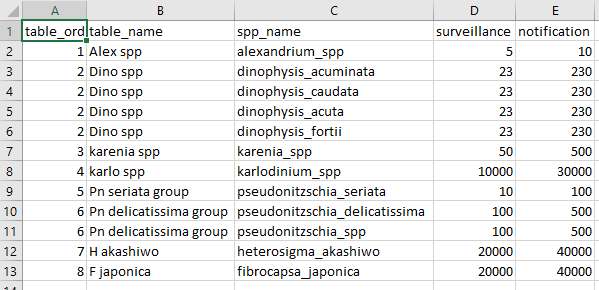 A B C D E
1 table_ord table_name spp_name surveillance notification
2 1 Alex spp alexandrium_spp 5 10
3 2 Dino spp dinophysis_acuminata 23 230
4 2 Dino spp dinophysis_caudata 23 230
5 2 Dino spp dinophysis_acuta 23 230
6 2 Dino spp dinophysis_fortii 23 230
7 3 karenia spp karenia_spp 50 500
8 4 karlo spp karlodinium_spp 10000 30000
9 5 Pn seriata group pseudonitzschia_seriata 10 100
10 6 Pn delicatissima group pseudonitzschia_delicatissima 100 500
11 6 Pn delicatissima group pseudonitzschia_spp 100 500
12 7 H akashiwo heterosigma_akashiwo 20000 40000
13 8 F japonica fibrocapsa_japonica 20000 40000